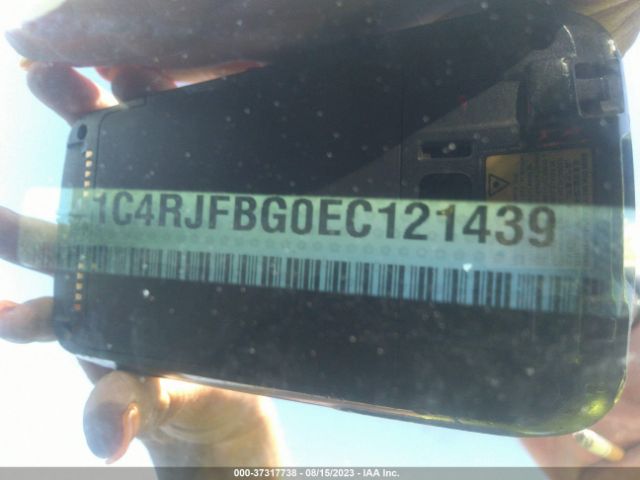 1C4RJFBG0EC121439
000-37317738 - 08/15/2023 - IAA Inc.